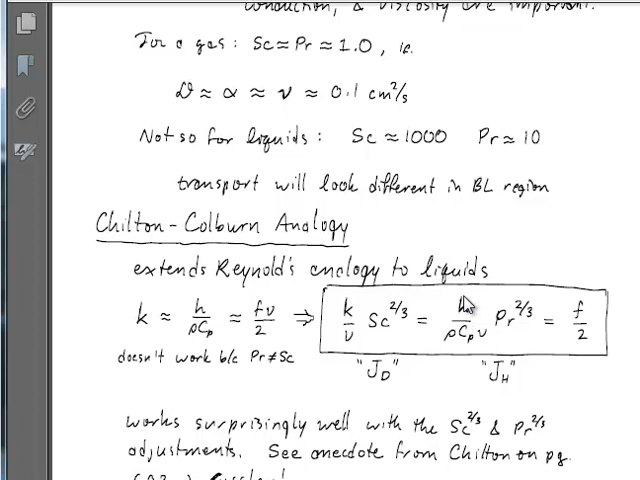 conduction, & viscosity are important.
For a gas: Sc ≈ Pr ≈ 1.0, ie.
𝒟 ≈ α ≈ ν ≈ 0.1 cm²/s
Not so for liquids: Sc ≈ 1000 Pr ≈ 10
transport will look different in BL region
Chilton-Colburn Analogy
extends Reynold's analogy to liquids
k ≈ h/ρCp ≈ fv/2 ⇒ k/v Sc^2/3 = h/ρCpv Pr^2/3 = f/2
doesn't work b/c Pr≠Sc "J_D" "J_H"
works surprisingly well with the Sc^2/3 & Pr^2/3
adjustments. See anecdote from Chilton on pg.